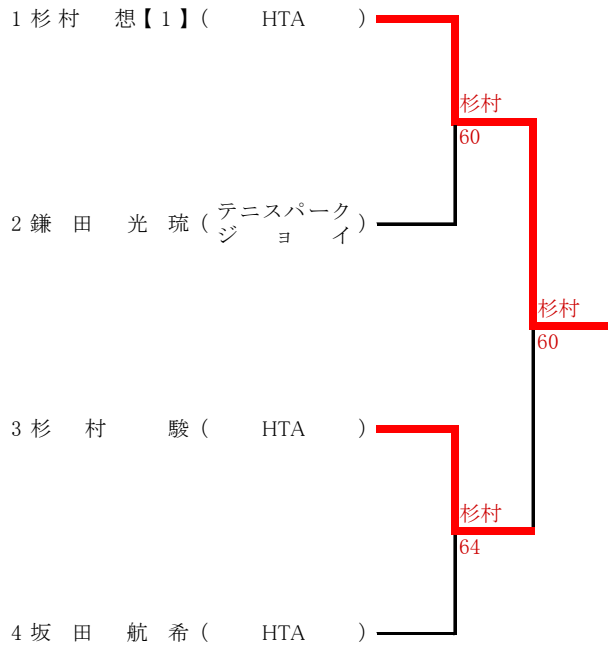 1 杉村 想【1】( HTA )
杉村
60
2 鎌田 光琉(テニスパーク
ジョイ)
杉村
60
3 杉村 駿( HTA )
杉村
64
4 坂田 航希( HTA )